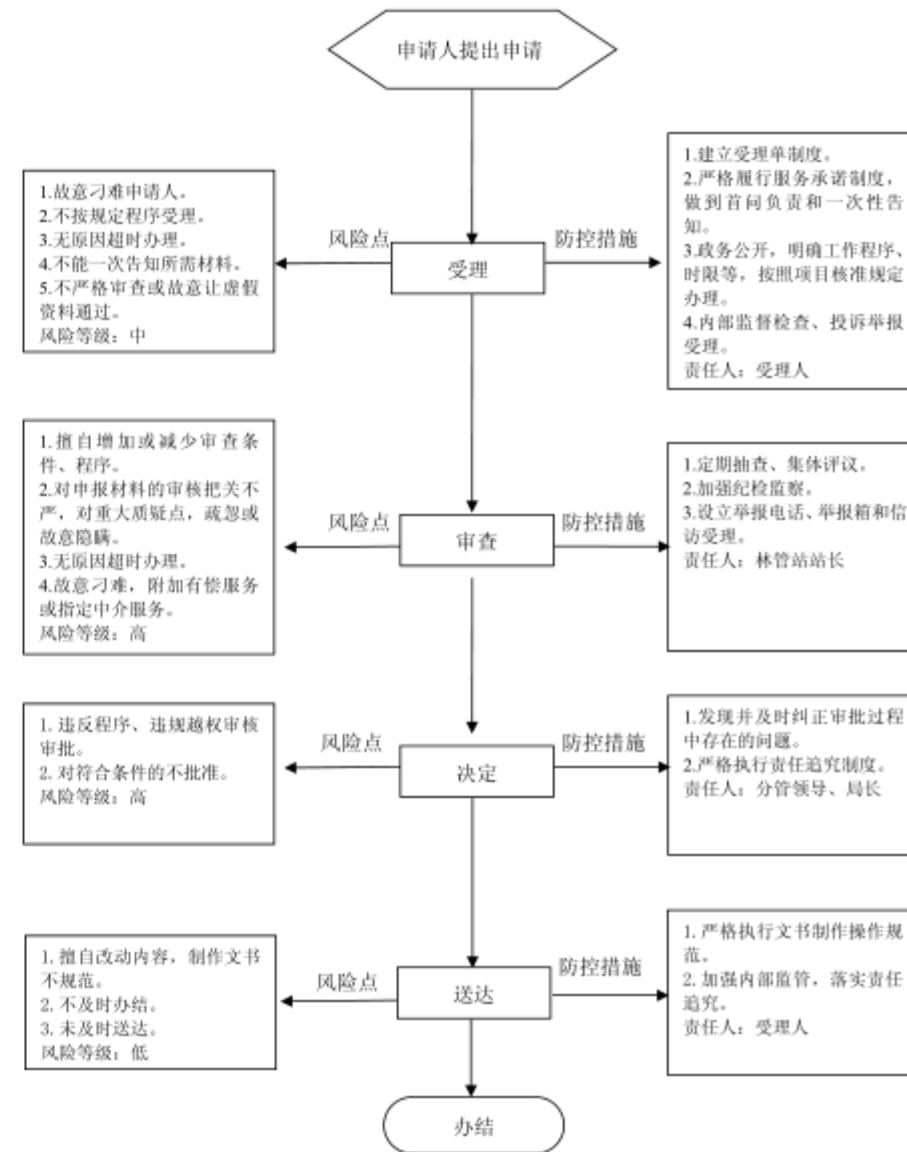 申请人提出申请
1.故意刁难申请人。
2.不按规定程序受理。
3.无原因超时办理。
4.不能一次告知所需材料。
5.不严格审查或故意让虚假
资料通过。
风险等级：中
风险点
受理
防控措施
1.建立受理单制度。
2.严格履行服务承诺制度，
做到首问负责和一次性告
知。
3.政务公开，明确工作程序、
时限等，按照项目核准规定
办理。
4.内部监督检查、投诉举报
受理。
责任人：受理人
1.擅自增加或减少审查条
件、程序。
2.对申报材料的审核把关不
严，对重大质疑点，疏忽或
故意隐瞒。
3.无原因超时办理。
4.故意刁难，附加有偿服务
或指定中介服务。
风险等级：高
风险点
审查
防控措施
1.定期抽查、集体评议。
2.加强纪检监察。
3.设立举报电话、举报箱和信
访受理。
责任人：林管站站长
1. 违反程序、违规越权审核
审批。
2. 对符合条件的不批准。
风险等级：高
风险点
决定
防控措施
1.发现并及时纠正审批过程
中存在的问题。
2.严格执行责任追究制度。
责任人：分管领导、局长
1. 擅自改动内容，制作文书
不规范。
2. 不及时办结。
3. 未及时送达。
风险等级：低
风险点
送达
防控措施
1. 严格执行文书制作操作规
范。
2. 加强内部监管，落实责任
追究。
责任人：受理人
办结